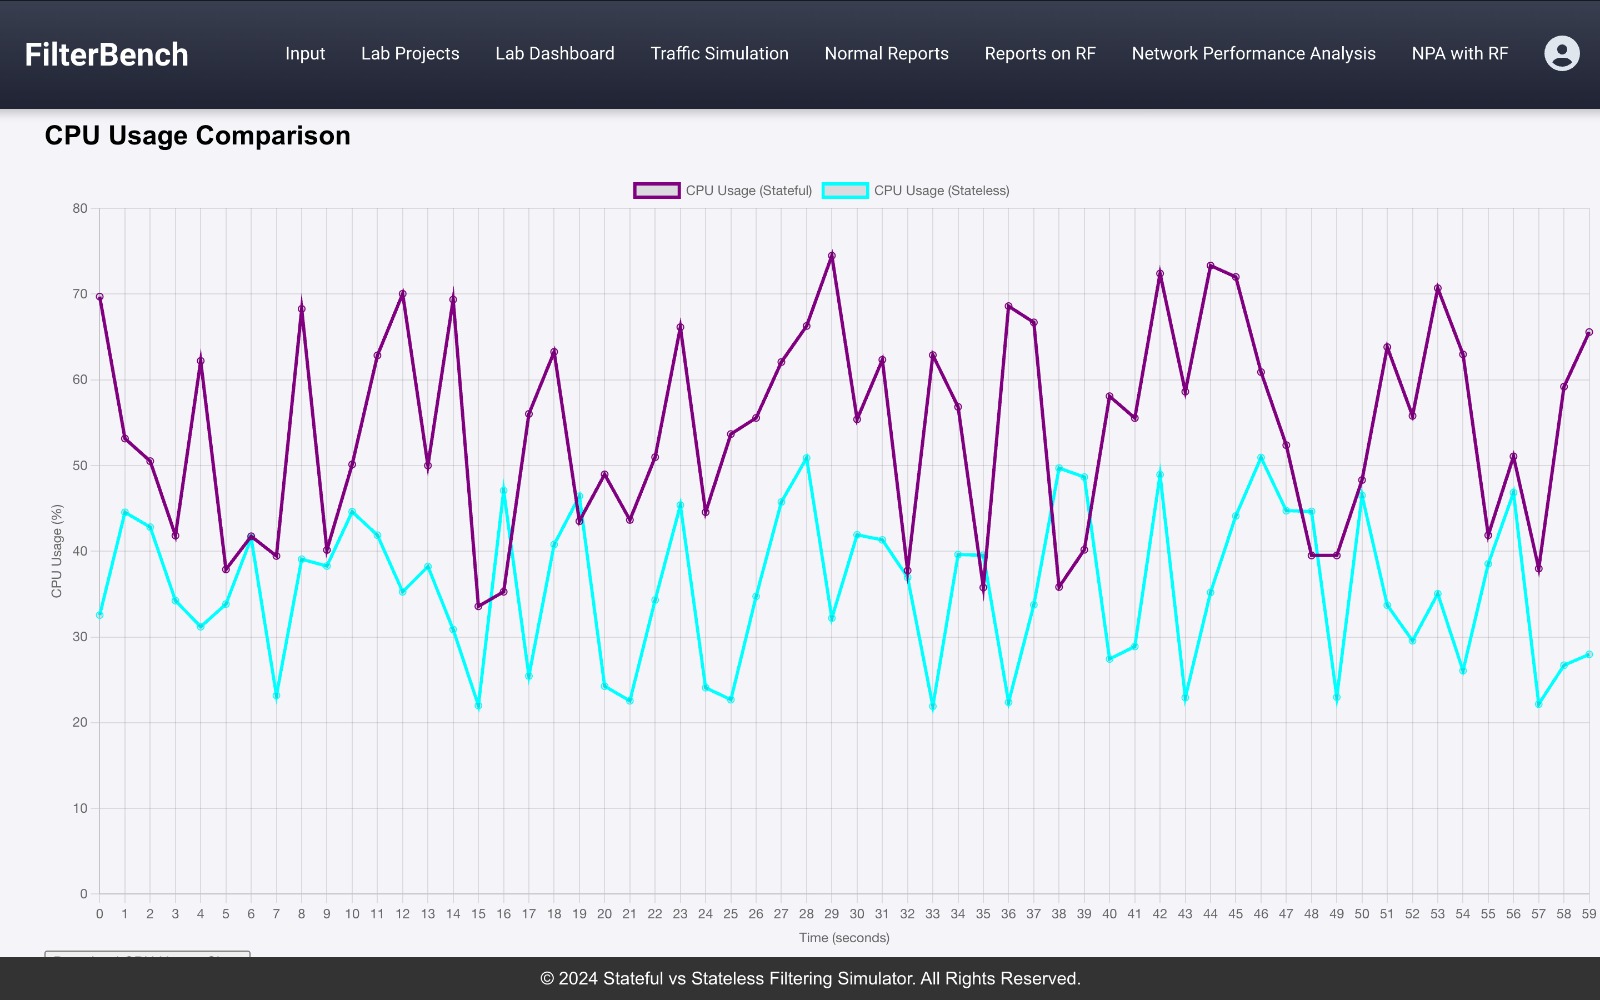 FilterBench
Input Lab Projects Lab Dashboard Traffic Simulation Normal Reports Reports on RF Network Performance Analysis NPA with RF
CPU Usage Comparison
CPU Usage (Stateful) CPU Usage (Stateless)
80
70
60
50
40
30
20
10
0
CPU Usage (%)
0 1 2 3 4 5 6 7 8 9 10 11 12 13 14 15 16 17 18 19 20 21 22 23 24 25 26 27 28 29 30 31 32 33 34 35 36 37 38 39 40 41 42 43 44 45 46 47 48 49 50 51 52 53 54 55 56 57 58 59
Time (seconds)
© 2024 Stateful vs Stateless Filtering Simulator. All Rights Reserved.